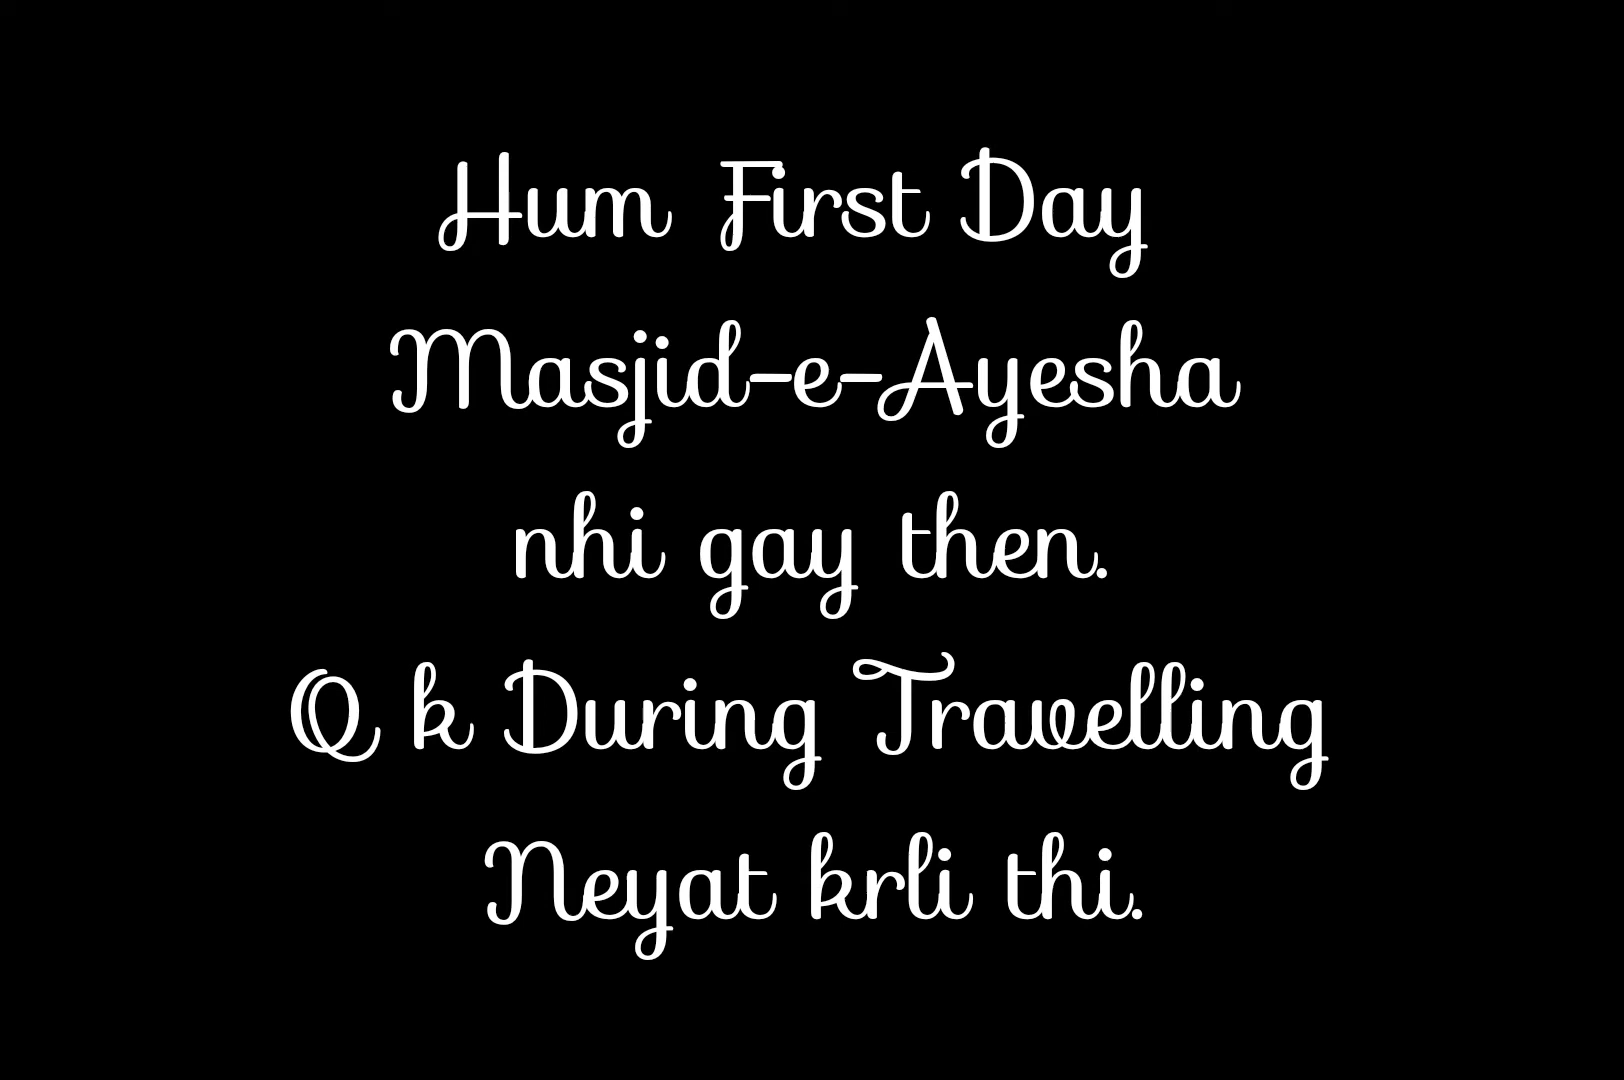 Hum First Day
Masjid-e-Ayesha
nhi gay then.
Q k During Travelling
Neyat krli thi.